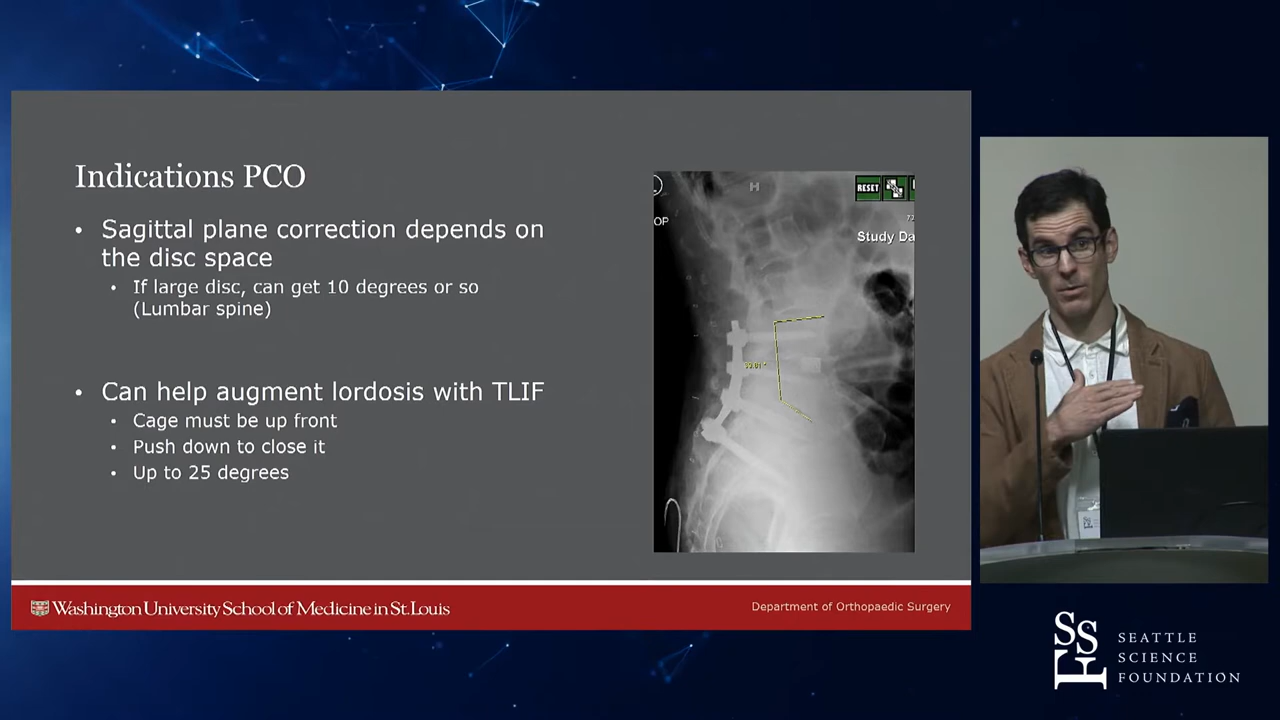 Indications PCO
• Sagittal plane correction depends on
the disc space
• If large disc, can get 10 degrees or so
(Lumbar spine)
• Can help augment lordosis with TLIF
• Cage must be up front
• Push down to close it
• Up to 25 degrees
H
RESET
OP
Study Da
Washington University School of Medicine in St. Louis
Department of Orthopaedic Surgery
SSF
SEATTLE
SCIENCE
FOUNDATION